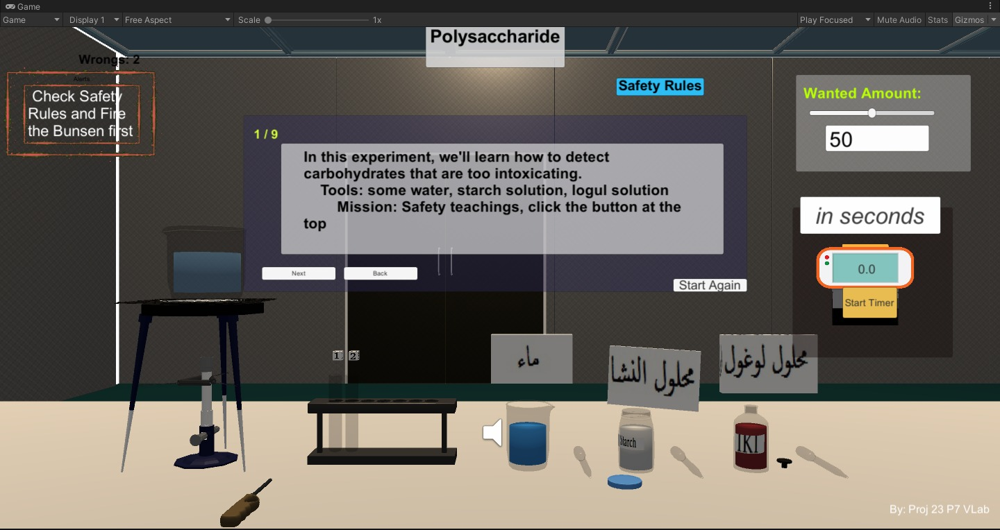 Game
Game Display 1 Free Aspect Scale 1x Play Focused Mute Audio Stats Gizmos
Polysaccharide
Wrongs: 2
Alerts
Check Safety
Rules and Fire
the Bunsen first
Safety Rules
Wanted Amount:
50
1 / 9
In this experiment, we'll learn how to detect
carbohydrates that are too intoxicating.
Tools: some water, starch solution, logul solution
Mission: Safety teachings, click the button at the
top
Next
Back
Start Again
in seconds
0.0
Start Timer
1 2
ماء
محلول النشا
محلول لوغول
Starch
IKI
By: Proj 23 P7 VLab